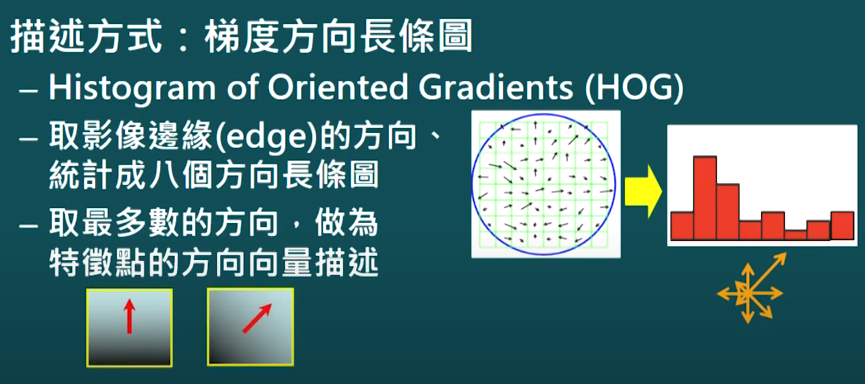 描述方式：梯度方向長條圖
– Histogram of Oriented Gradients (HOG)
– 取影像邊緣(edge)的方向、
統計成八個方向長條圖
– 取最多數的方向，做為
特徵點的方向向量描述